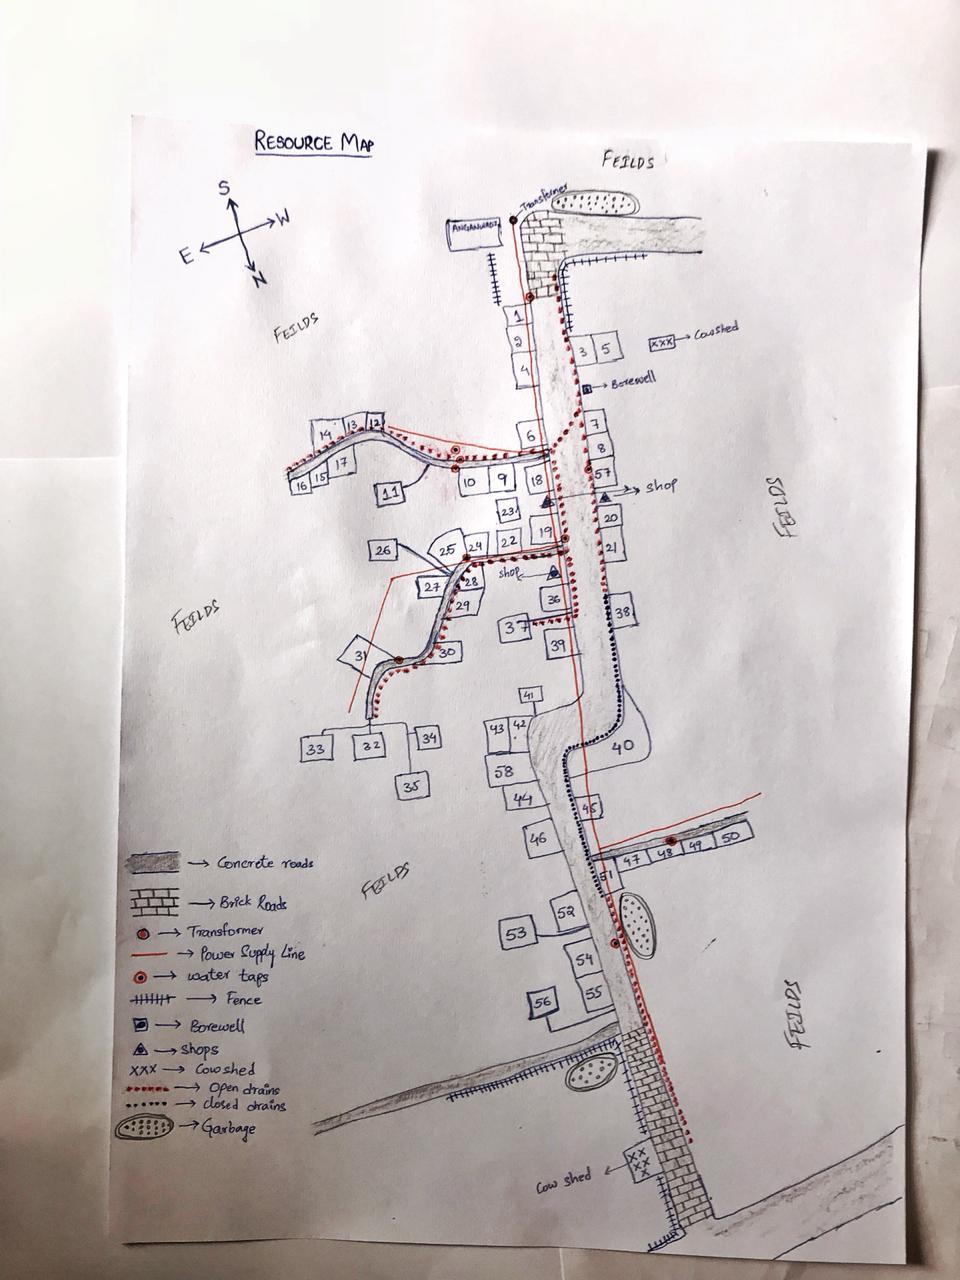 RESOURCE MAP
FEILDS
S
W
E
N
Transformer
ANGANWADI
FEILDS
1
2
4
3
5
xxx
Cowshed
Borewell
6
7
8
57
14
13
12
17
15
16
11
10
9
18
Shop
23
20
19
21
22
24
25
26
27
28
29
Shop
36
37
38
39
FEILDS
FEILDS
31
30
33
32
34
35
41
43
42
58
44
40
45
46
47
48
49
50
51
52
53
54
55
56
FEILDS
FEILDS
Concrete roads
Brick Roads
Transformer
Power Supply Line
water taps
Fence
Borewell
Shops
XXX
Cowshed
Open drains
closed drains
Garbage
Cow shed
xx
xx
x